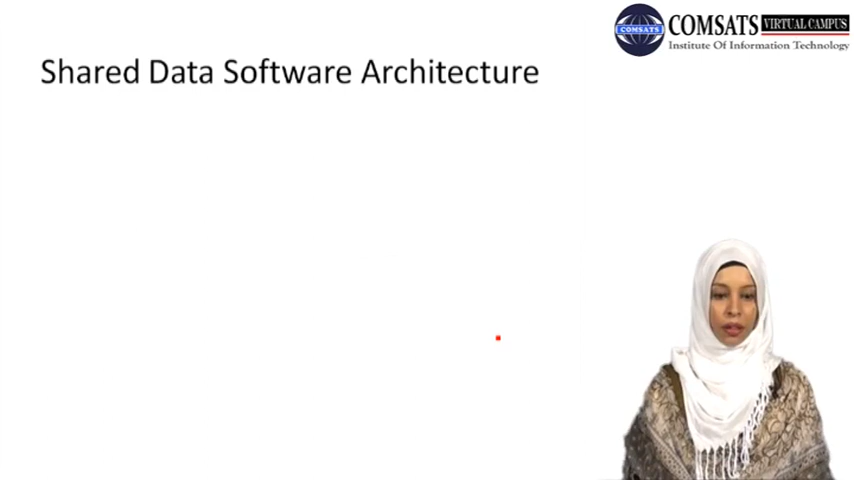 COMSATS VIRTUAL CAMPUS
Institute Of Information Technology
COMSATS
Shared Data Software Architecture